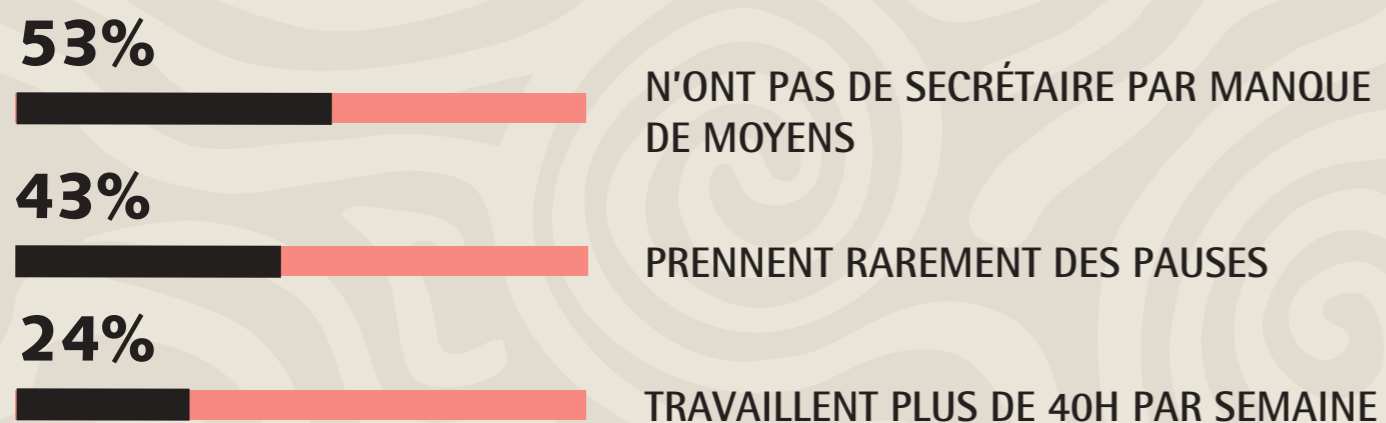 53%
N'ONT PAS DE SECRÉTAIRE PAR MANQUE
DE MOYENS
43%
PRENNENT RAREMENT DES PAUSES
24%
TRAVAILLENT PLUS DE 40H PAR SEMAINE